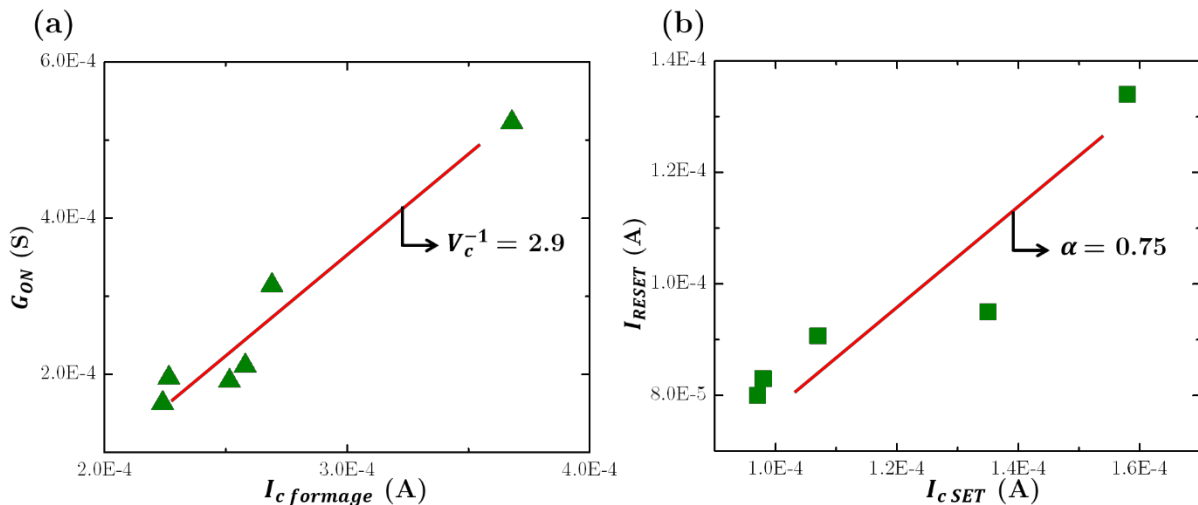 (a)
6.0E-4
4.0E-4
2.0E-4
G_ON (S)
V_c^-1 = 2.9
2.0E-4 3.0E-4 4.0E-4
I_c formage (A)
(b)
1.4E-4
1.2E-4
1.0E-4
8.0E-5
I_RESET (A)
α = 0.75
1.0E-4 1.2E-4 1.4E-4 1.6E-4
I_c SET (A)